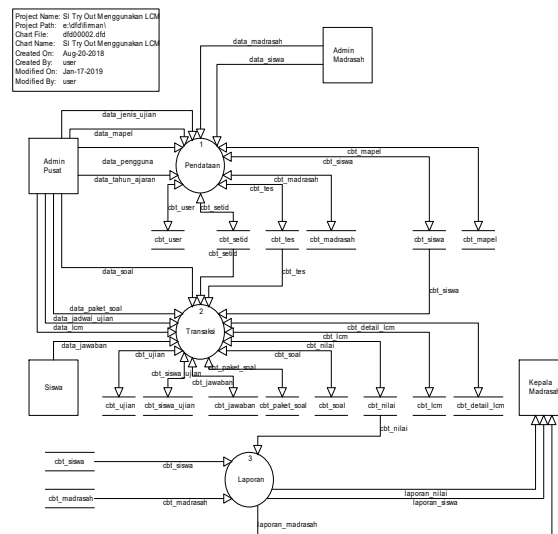 Project Name: SI Try Out Menggunakan LCM
Project Path: e:\dfd\firman\
Chart File: dfd00002.dfd
Chart Name: SI Try Out Menggunakan LCM
Created On: Aug-20-2018
Created By: user
Modified On: Jan-17-2019
Modified By: user
data_madrasah
data_siswa
Admin
Madrasah
data_jenis_ujian
data_mapel
Admin
Pusat
data_pengguna
data_tahun_ajaran
1
Pendataan
cbt_mapel
cbt_siswa
cbt_madrasah
cbt_tes
cbt_user
cbt_setid
cbt_user
cbt_setid
cbt_tes
cbt_madrasah
cbt_siswa
cbt_mapel
cbt_setid
cbt_tes
cbt_siswa
data_soal
data_paket_soal
data_jadwal_ujian
data_lcm
data_jawaban
2
Transaksi
cbt_detail_lcm
cbt_lcm
cbt_nilai
cbt_soal
cbt_paket_soal
cbt_ujian
cbt_siswa_ujian
cbt_jawaban
Siswa
Kepala
Madrasah
cbt_ujian
cbt_siswa_ujian
cbt_jawaban
cbt_paket_soal
cbt_soal
cbt_nilai
cbt_lcm
cbt_detail_lcm
cbt_nilai
cbt_siswa
cbt_siswa
cbt_madrasah
cbt_madrasah
3
Laporan
laporan_nilai
laporan_siswa
laporan_madrasah